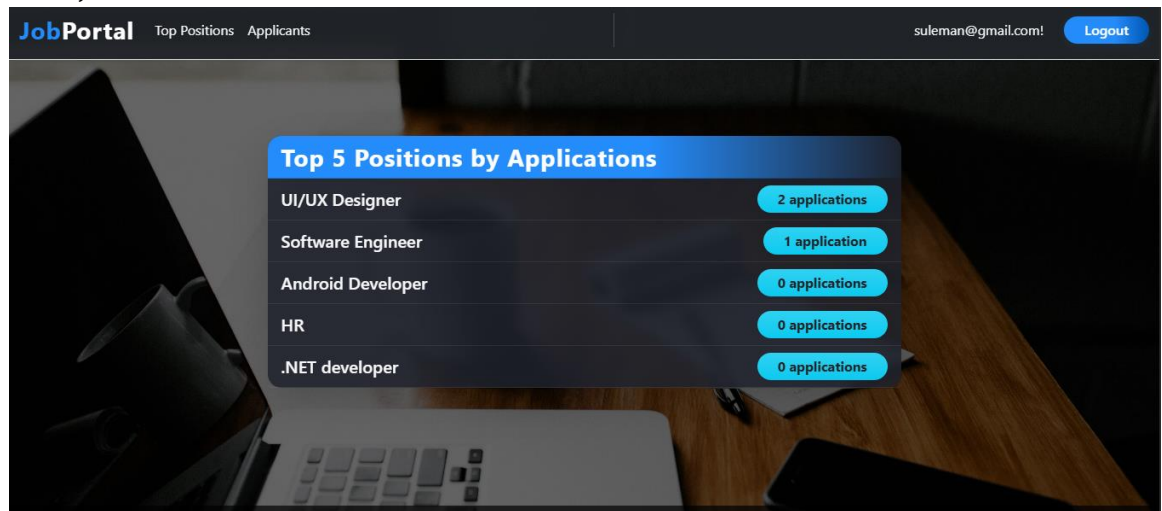 JobPortal Top Positions Applicants suleman@gmail.com! Logout
Top 5 Positions by Applications
UI/UX Designer 2 applications
Software Engineer 1 application
Android Developer 0 applications
HR 0 applications
.NET developer 0 applications